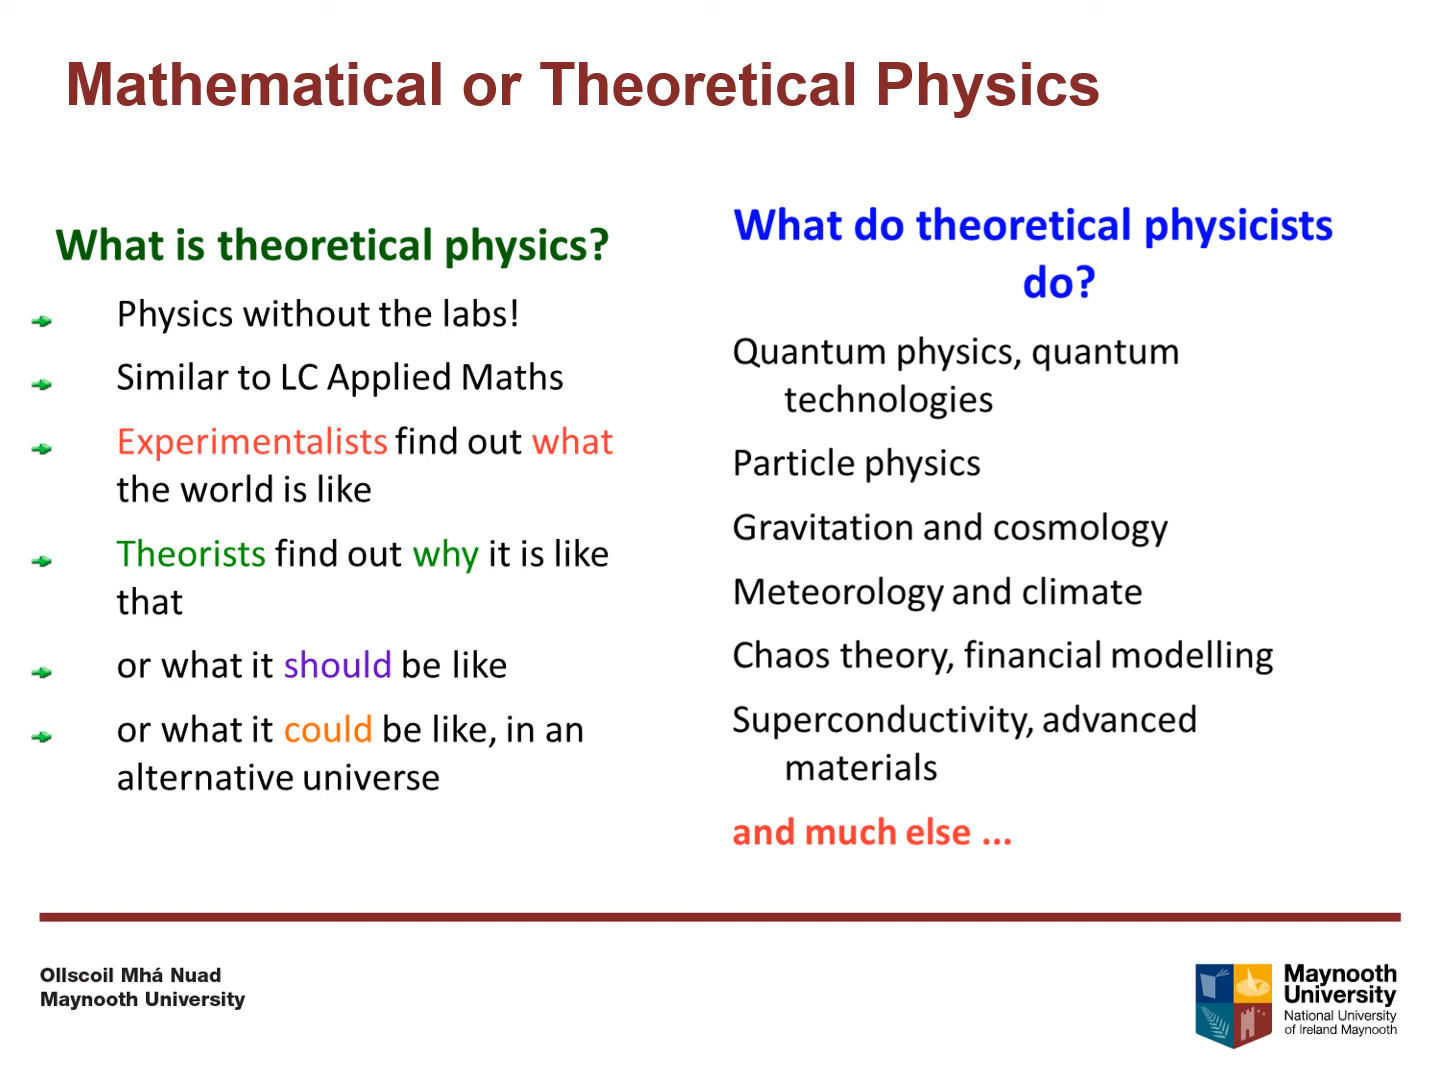 Mathematical or Theoretical Physics
What is theoretical physics?
Physics without the labs!
Similar to LC Applied Maths
Experimentalists find out what
the world is like
Theorists find out why it is like
that
or what it should be like
or what it could be like, in an
alternative universe
What do theoretical physicists
do?
Quantum physics, quantum
technologies
Particle physics
Gravitation and cosmology
Meteorology and climate
Chaos theory, financial modelling
Superconductivity, advanced
materials
and much else ...
Ollscoil Mhá Nuad
Maynooth University
Maynooth
University
National University
of Ireland Maynooth